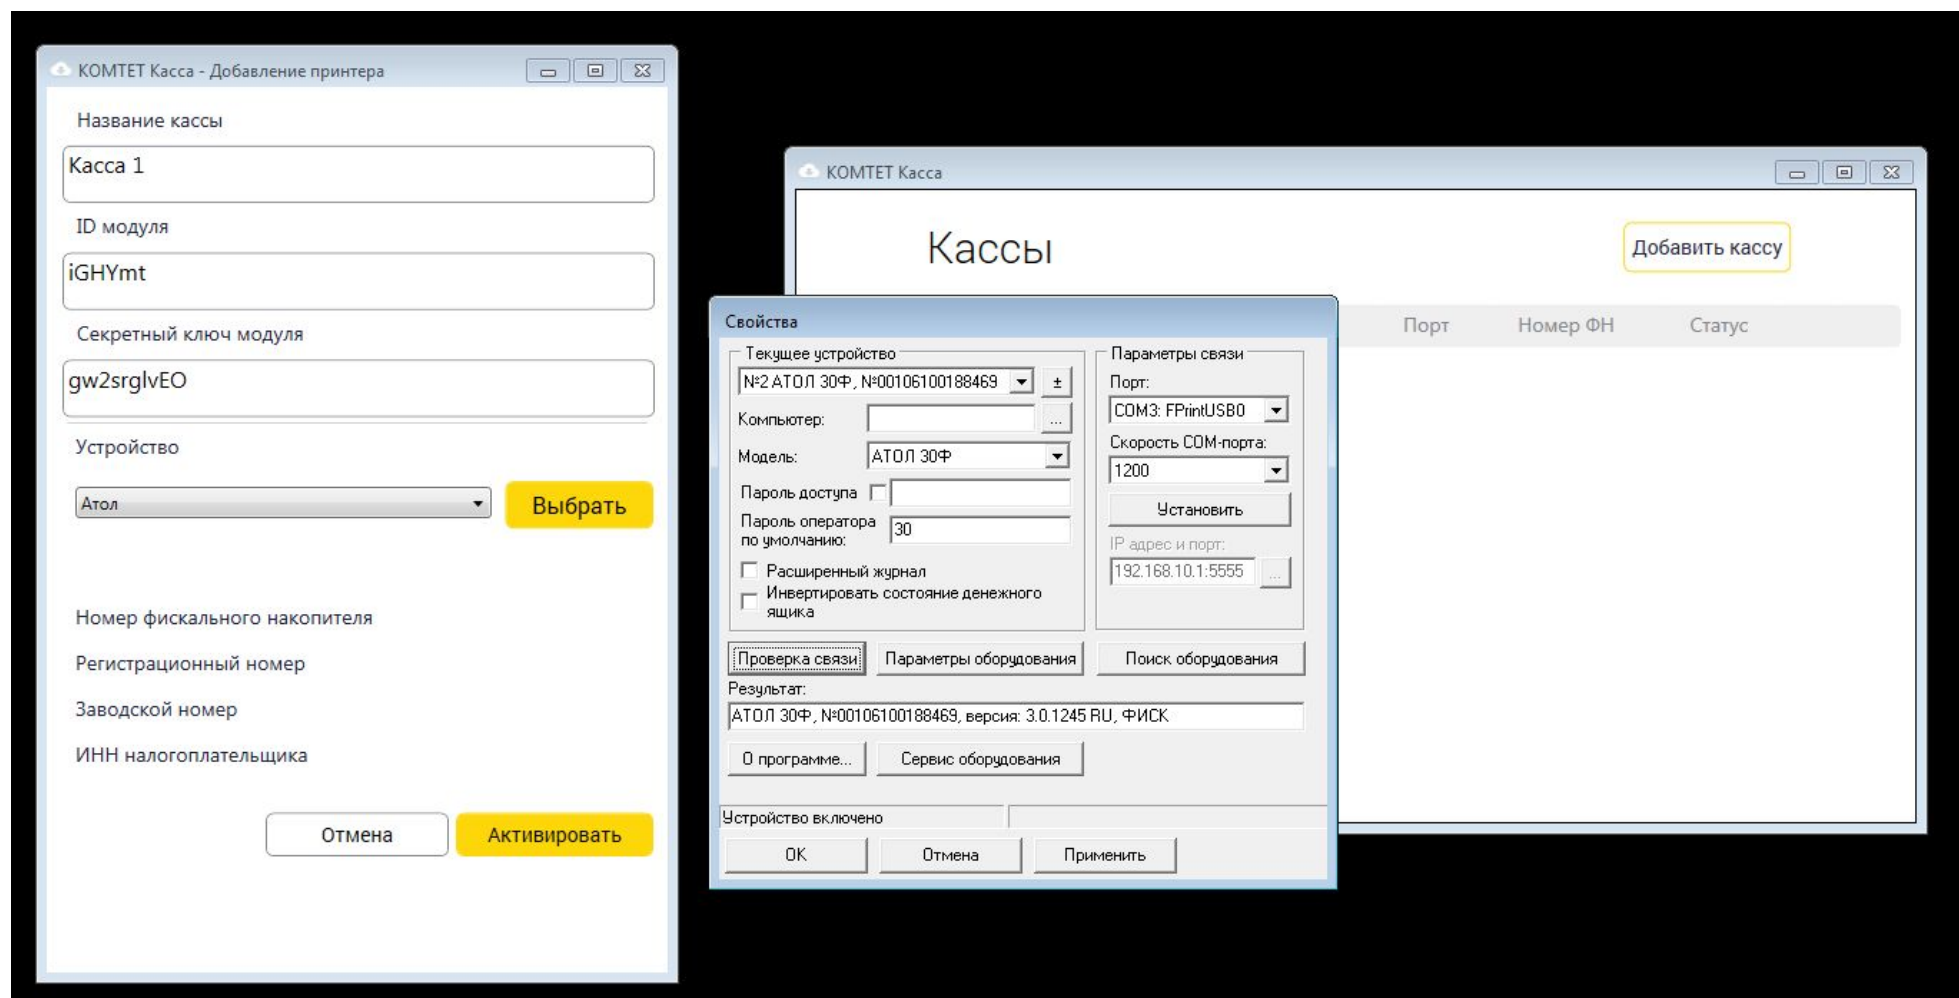 КОМТЕТ Касса - Добавление принтера
Название кассы
Касса 1
ID модуля
iGHYmt
Секретный ключ модуля
gw2srglvEO
Устройство
Атол
Выбрать
Номер фискального накопителя
Регистрационный номер
Заводской номер
ИНН налогоплательщика
Отмена
Активировать
КОМТЕТ Касса
Кассы
Добавить кассу
Порт
Номер ФН
Статус
Свойства
Текущее устройство
№2 АТОЛ 30Ф, №00106100188469
±
Компьютер:
...
Модель:
АТОЛ 30Ф
Пароль доступа
Пароль оператора
по умолчанию:
30
Расширенный журнал
Инвертировать состояние денежного
ящика
Параметры связи
Порт:
COM3: FPrintUSB0
Скорость COM-порта:
1200
Установить
IP адрес и порт:
192.168.10.1:5555
...
Проверка связи
Параметры оборудования
Поиск оборудования
Результат:
АТОЛ 30Ф, №00106100188469, версия: 3.0.1245 RU, ФИСК
О программе...
Сервис оборудования
Устройство включено
OK
Отмена
Применить